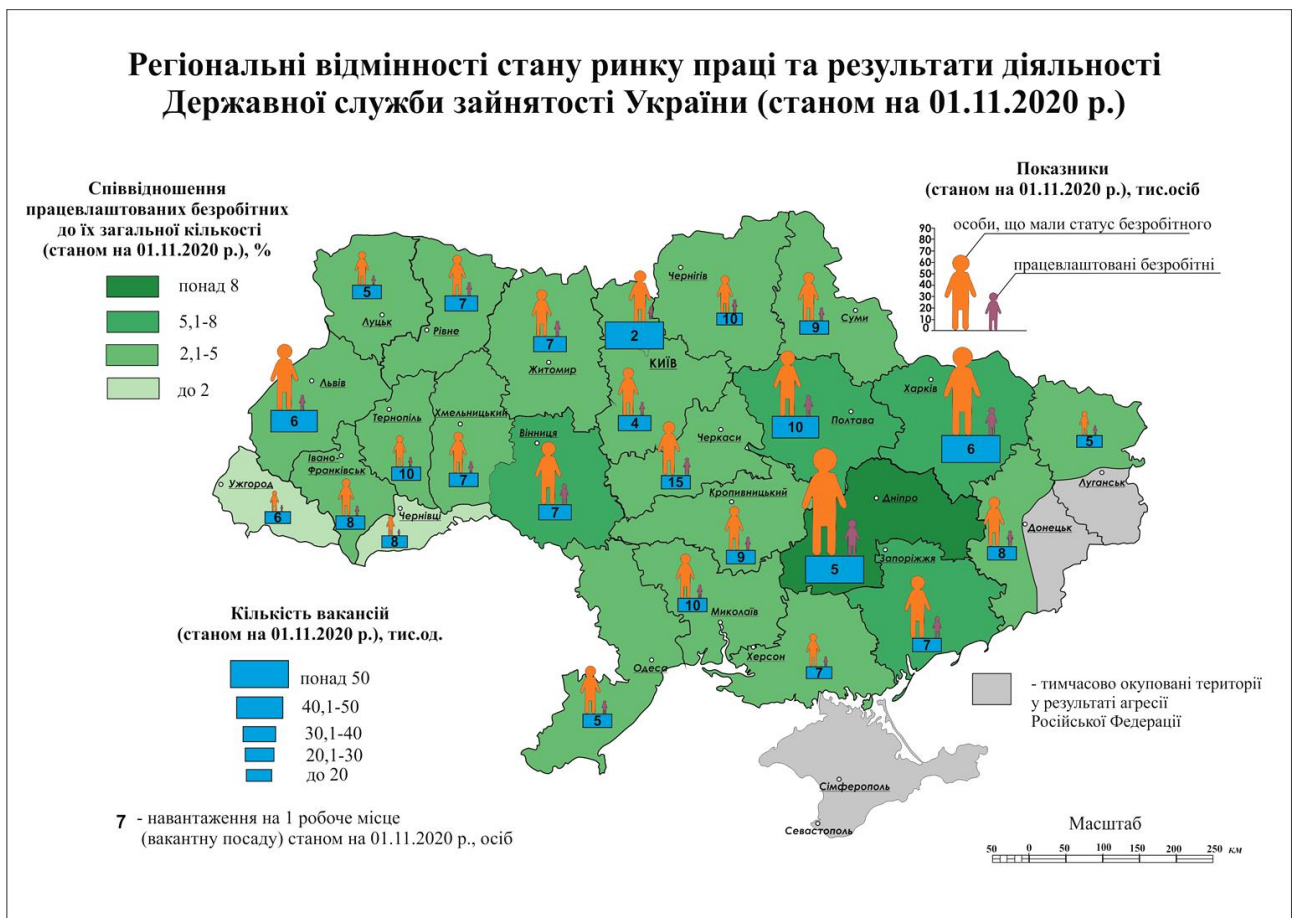 Регіональні відмінності стану ринку праці та результати діяльності
Державної служби зайнятості України (станом на 01.11.2020 р.)
Співвідношення
працевлаштованих безробітних
до їх загальної кількості
(станом на 01.11.2020 р.), %
понад 8
5,1-8
2,1-5
до 2
Показники
(станом на 01.11.2020 р.), тис.осіб
90
80
70
60
50
40
30
20
10
0
особи, що мали статус безробітного
працевлаштовані безробітні
5
Луцьк
7
Рівне
7
Житомир
2
КИЇВ
4
Чернігів
10
9
Суми
Львів
6
Тернопіль
10
Хмельницький
7
Вінниця
7
Черкаси
15
Полтава
10
Харків
6
5
Луганськ
Ужгород
6
Івано-
Франківськ
8
Чернівці
8
Кропивницький
9
Дніпро
5
Донецьк
8
Запоріжжя
7
10
Миколаїв
Одеса
5
Херсон
7
Сімферополь
Севастополь
Кількість вакансій
(станом на 01.11.2020 р.), тис.од.
понад 50
40,1-50
30,1-40
20,1-30
до 20
7 - навантаження на 1 робоче місце
(вакантну посаду) станом на 01.11.2020 р., осіб
- тимчасово окуповані території
у результаті агресії
Російської Федерації
Масштаб
50 0 50 100 150 200 250 км